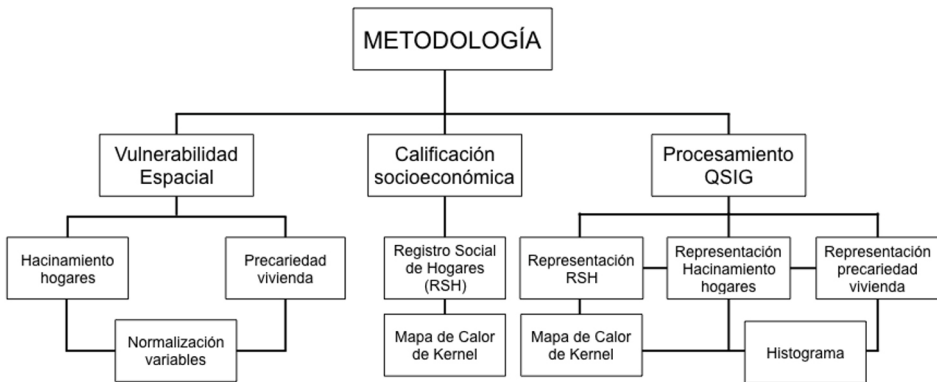 METODOLOGÍA
Vulnerabilidad
Espacial
Calificación
socioeconómica
Procesamiento
QSIG
Hacinamiento
hogares
Precariedad
vivienda
Registro Social
de Hogares
(RSH)
Representación
RSH
Representación
Hacinamiento
hogares
Representación
precariedad
vivienda
Normalización
variables
Mapa de Calor
de Kernel
Mapa de Calor
de Kernel
Histograma